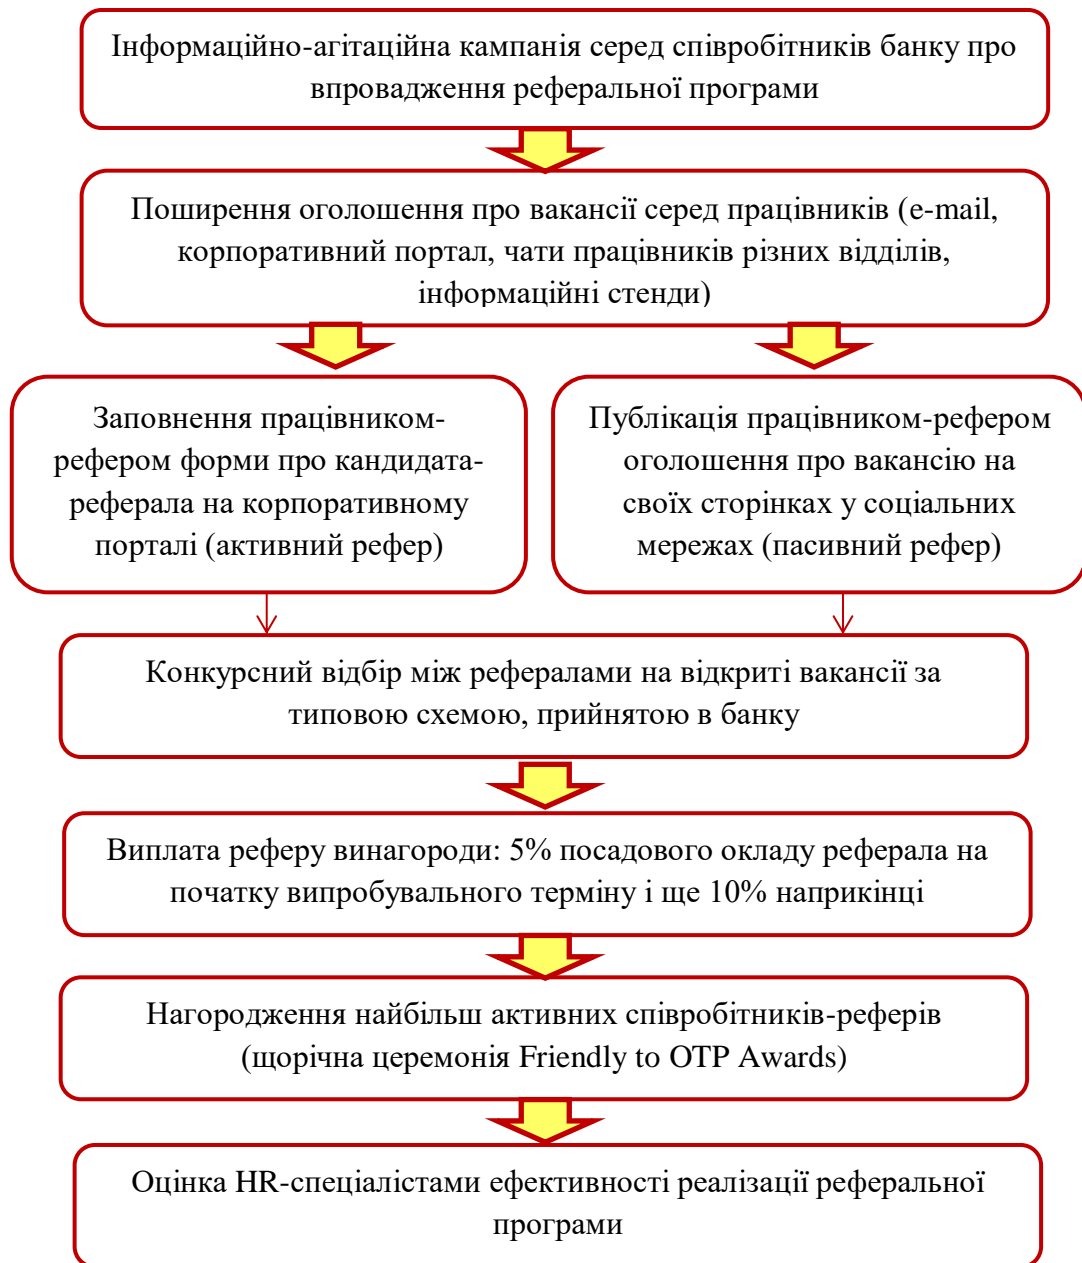 Інформаційно-агітаційна кампанія серед співробітників банку про
впровадження реферальної програми
Поширення оголошення про вакансії серед працівників (e-mail,
корпоративний портал, чати працівників різних відділів,
інформаційні стенди)
Заповнення працівником-
рефером форми про кандидата-
реферала на корпоративному
порталі (активний рефер)
Публікація працівником-рефером
оголошення про вакансію на
своїх сторінках у соціальних
мережах (пасивний рефер)
Конкурсний відбір між рефералами на відкриті вакансії за
типовою схемою, прийнятою в банку
Виплата реферу винагороди: 5% посадового окладу реферала на
початку випробувального терміну і ще 10% наприкінці
Нагородження найбільш активних співробітників-реферів
(щорічна церемонія Friendly to OTP Awards)
Оцінка HR-спеціалістами ефективності реалізації реферальної
програми